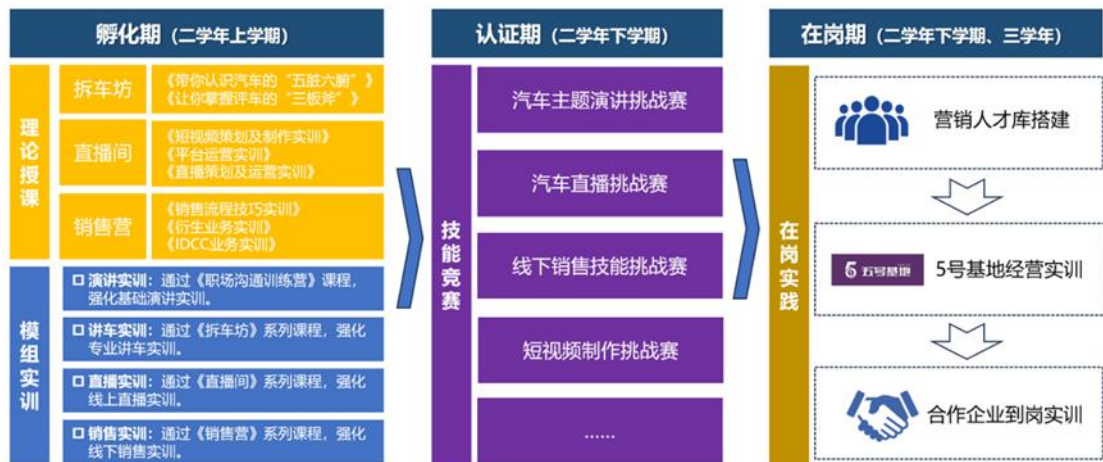 孵化期（二学年上学期）
理论授课
拆车坊
《带你认识汽车的“五脏六腑”》
《让你掌握评车的“三板斧”》
直播间
《短视频策划及制作实训》
《平台运营实训》
《直播策划及运营实训》
销售营
《销售流程技巧实训》
《衍生业务实训》
《IDCC业务实训》
模组实训
演讲实训：通过《职场沟通训练营》课程，
强化基础演讲实训。
讲车实训：通过《拆车坊》系列课程，强化
专业讲车实训。
直播实训：通过《直播间》系列课程，强化
线上直播实训。
销售实训：通过《销售营》系列课程，强化
线下销售实训。
认证期（二学年下学期）
技能竞赛
汽车主题演讲挑战赛
汽车直播挑战赛
线下销售技能挑战赛
短视频制作挑战赛
......
在岗期（二学年下学期、三学年）
在岗实践
营销人才库搭建
5 五号基地
5号基地经营实训
合作企业到岗实训